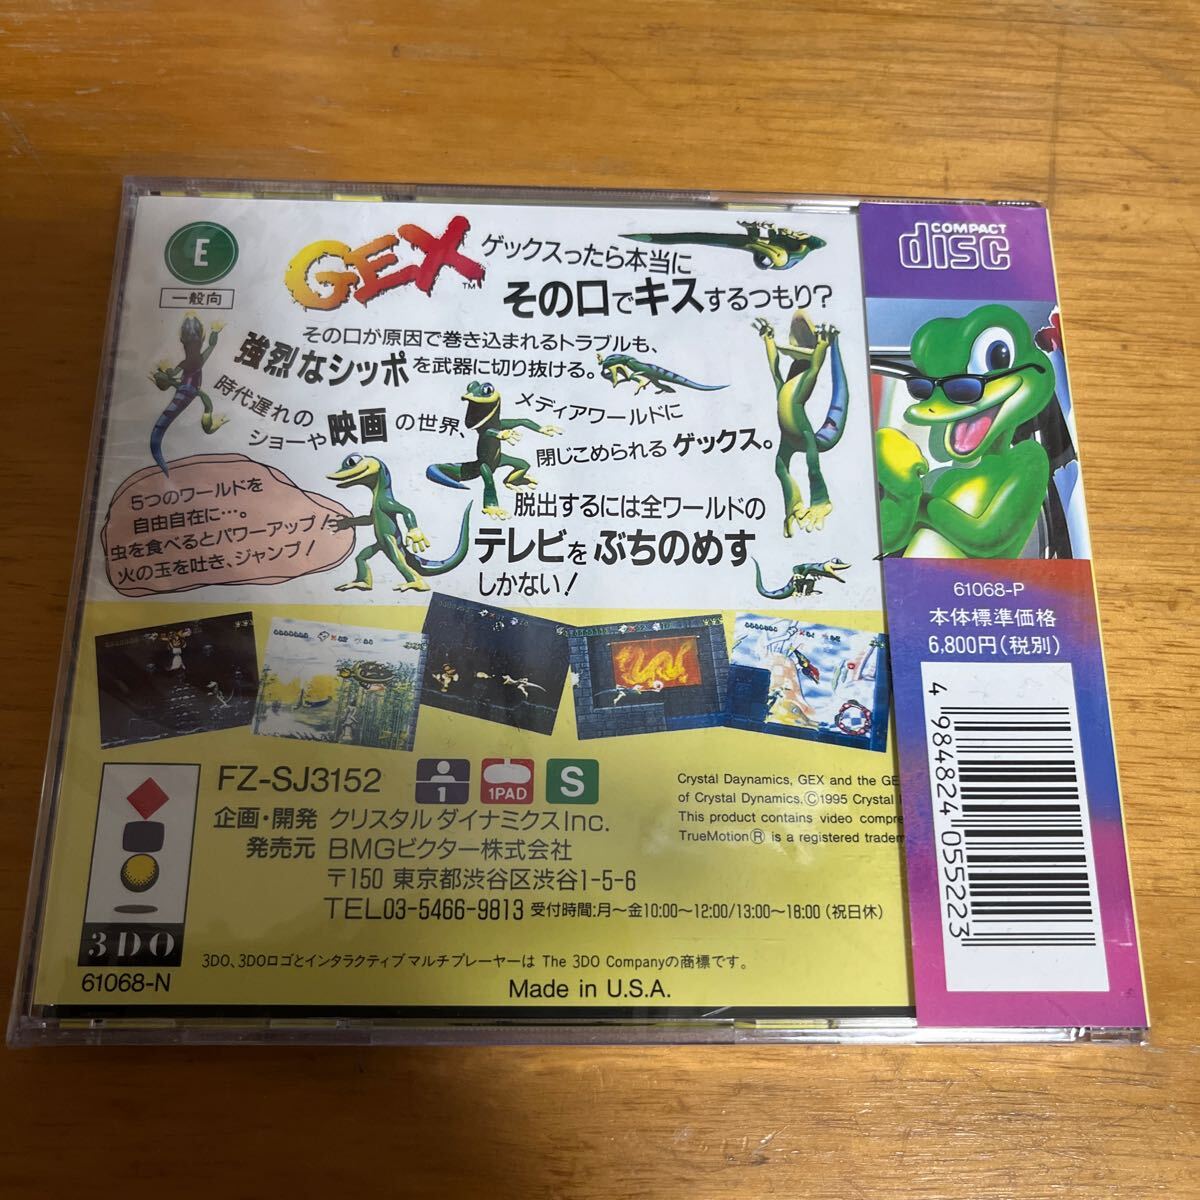 E
一般向
GEX
TM
ゲックスったら本当に
その口でキスするつもり?
その口が原因で巻き込まれるトラブルも、
強烈なシッポを武器に切り抜ける。
時代遅れの
ショーや映画の世界、
メディアワールドに
閉じこめられるゲックス。
5つのワールドを
自由自在に…。
虫を食べるとパワーアップ!
火の玉を吐き、ジャンプ!
脱出するには全ワールドの
テレビをぶちのめす
しかない!
FZ-SJ3152
1
1PAD
S
企画・開発 クリスタル ダイナミクスInc.
発売元 BMGビクター株式会社
〒150 東京都渋谷区渋谷1-5-6
TEL03-5466-9813 受付時間:月〜金10:00〜12:00/13:00〜18:00(祝日休)
Crystal Daynamics, GEX and the GE
of Crystal Dynamics.©1995 Crystal
This product contains video compre
TrueMotion® is a registered tradem
3DO
61068-N
3DO、3DOロゴとインタラクティブ マルチプレーヤーは The 3DO Companyの商標です。
Made in U.S.A.
COMPACT
disc
61068-P
本体標準価格
6,800円(税別)
4 984824 055223